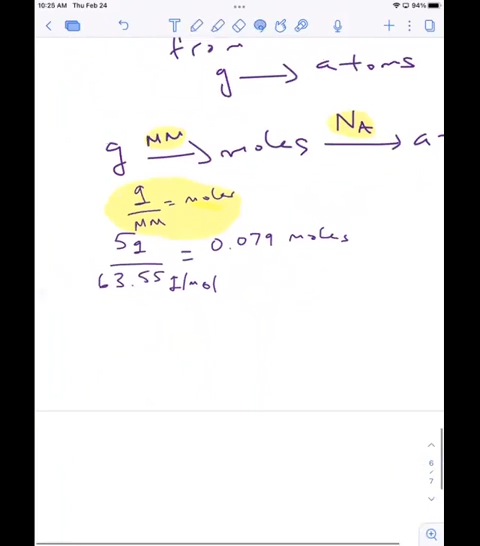 10:25 AM Thu Feb 24
94%
T
from
g → atoms
g MM → moles NA → a
g/MM = moles
5g/63.55 g/mol = 0.079 moles
6
7